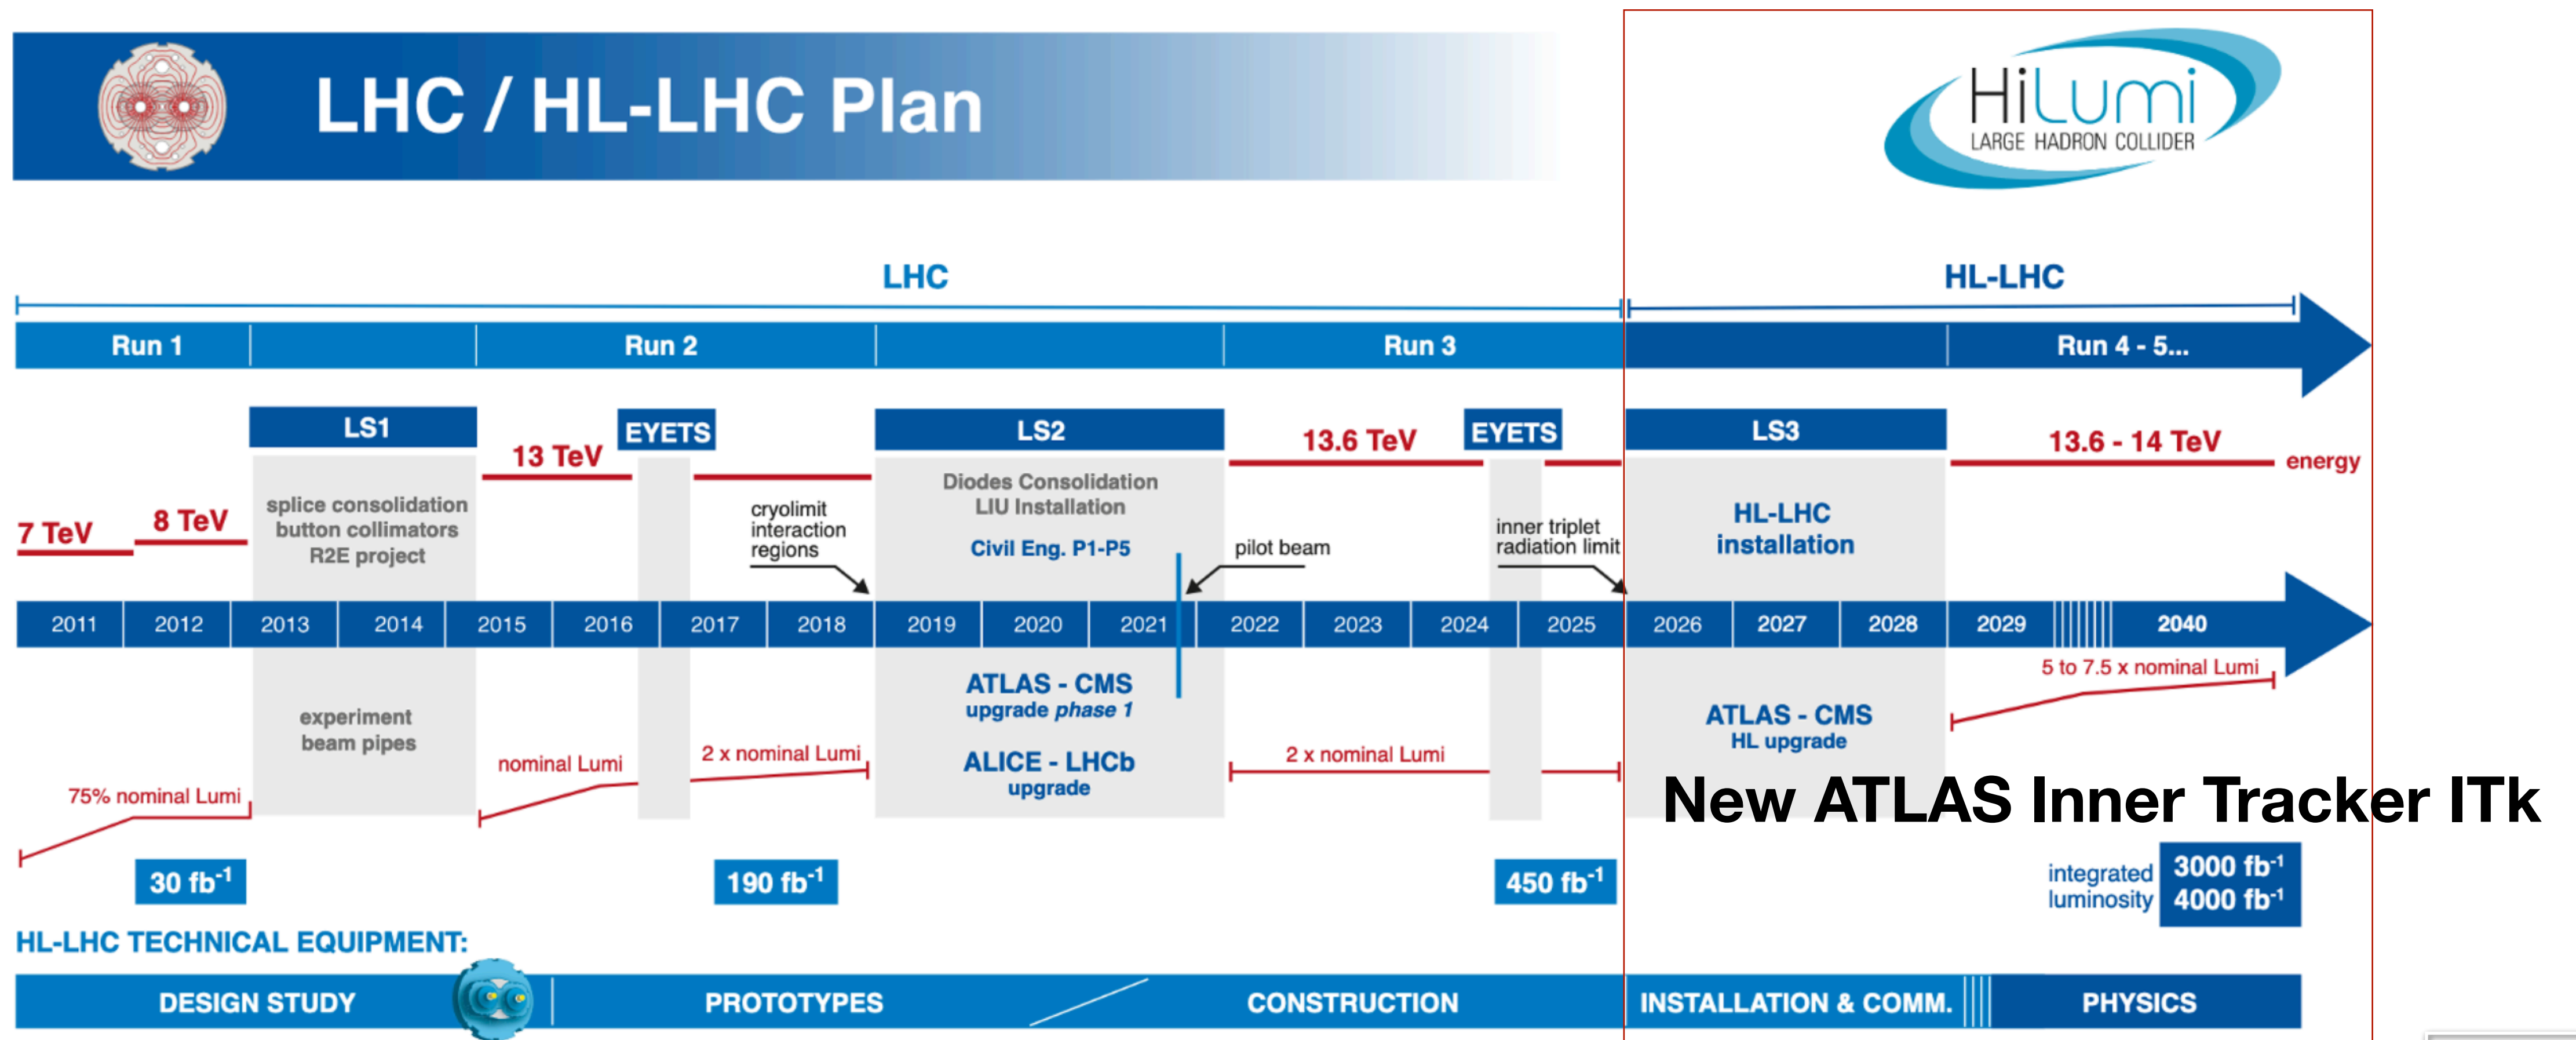 LHC / HL-LHC Plan
HiLumi
LARGE HADRON COLLIDER
LHC
HL-LHC
Run 1
Run 2
Run 3
Run 4 - 5...
LS1
EYETS
LS2
EYETS
LS3
13 TeV
13.6 TeV
13.6 - 14 TeV
energy
7 TeV
8 TeV
splice consolidation
button collimators
R2E project
cryolimit
interaction
regions
Diodes Consolidation
LIU Installation
Civil Eng. P1-P5
pilot beam
inner triplet
radiation limit
HL-LHC
installation
2011
2012
2013
2014
2015
2016
2017
2018
2019
2020
2021
2022
2023
2024
2025
2026
2027
2028
2029
2040
5 to 7.5 x nominal Lumi
experiment
beam pipes
ATLAS - CMS
upgrade phase 1
ALICE - LHCb
upgrade
ATLAS - CMS
HL upgrade
75% nominal Lumi
nominal Lumi
2 x nominal Lumi
2 x nominal Lumi
New ATLAS Inner Tracker ITk
30 fb⁻¹
190 fb⁻¹
450 fb⁻¹
integrated
luminosity
3000 fb⁻¹
4000 fb⁻¹
HL-LHC TECHNICAL EQUIPMENT:
DESIGN STUDY
PROTOTYPES
CONSTRUCTION
INSTALLATION & COMM.
PHYSICS